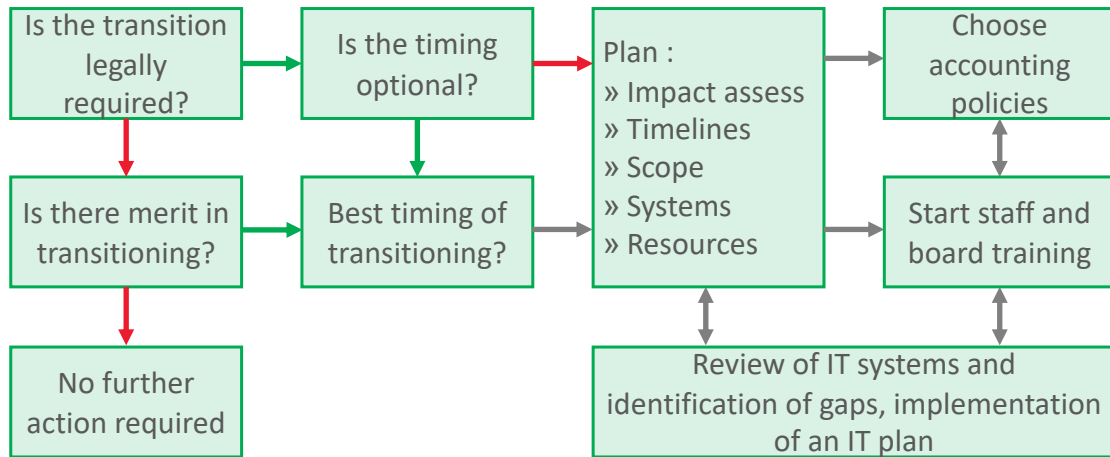 Is the transition
legally
required?
Is the timing
optional?
Plan :
» Impact assess
» Timelines
» Scope
» Systems
» Resources
Choose
accounting
policies
Is there merit in
transitioning?
Best timing of
transitioning?
Start staff and
board training
No further
action required
Review of IT systems and
identification of gaps, implementation
of an IT plan